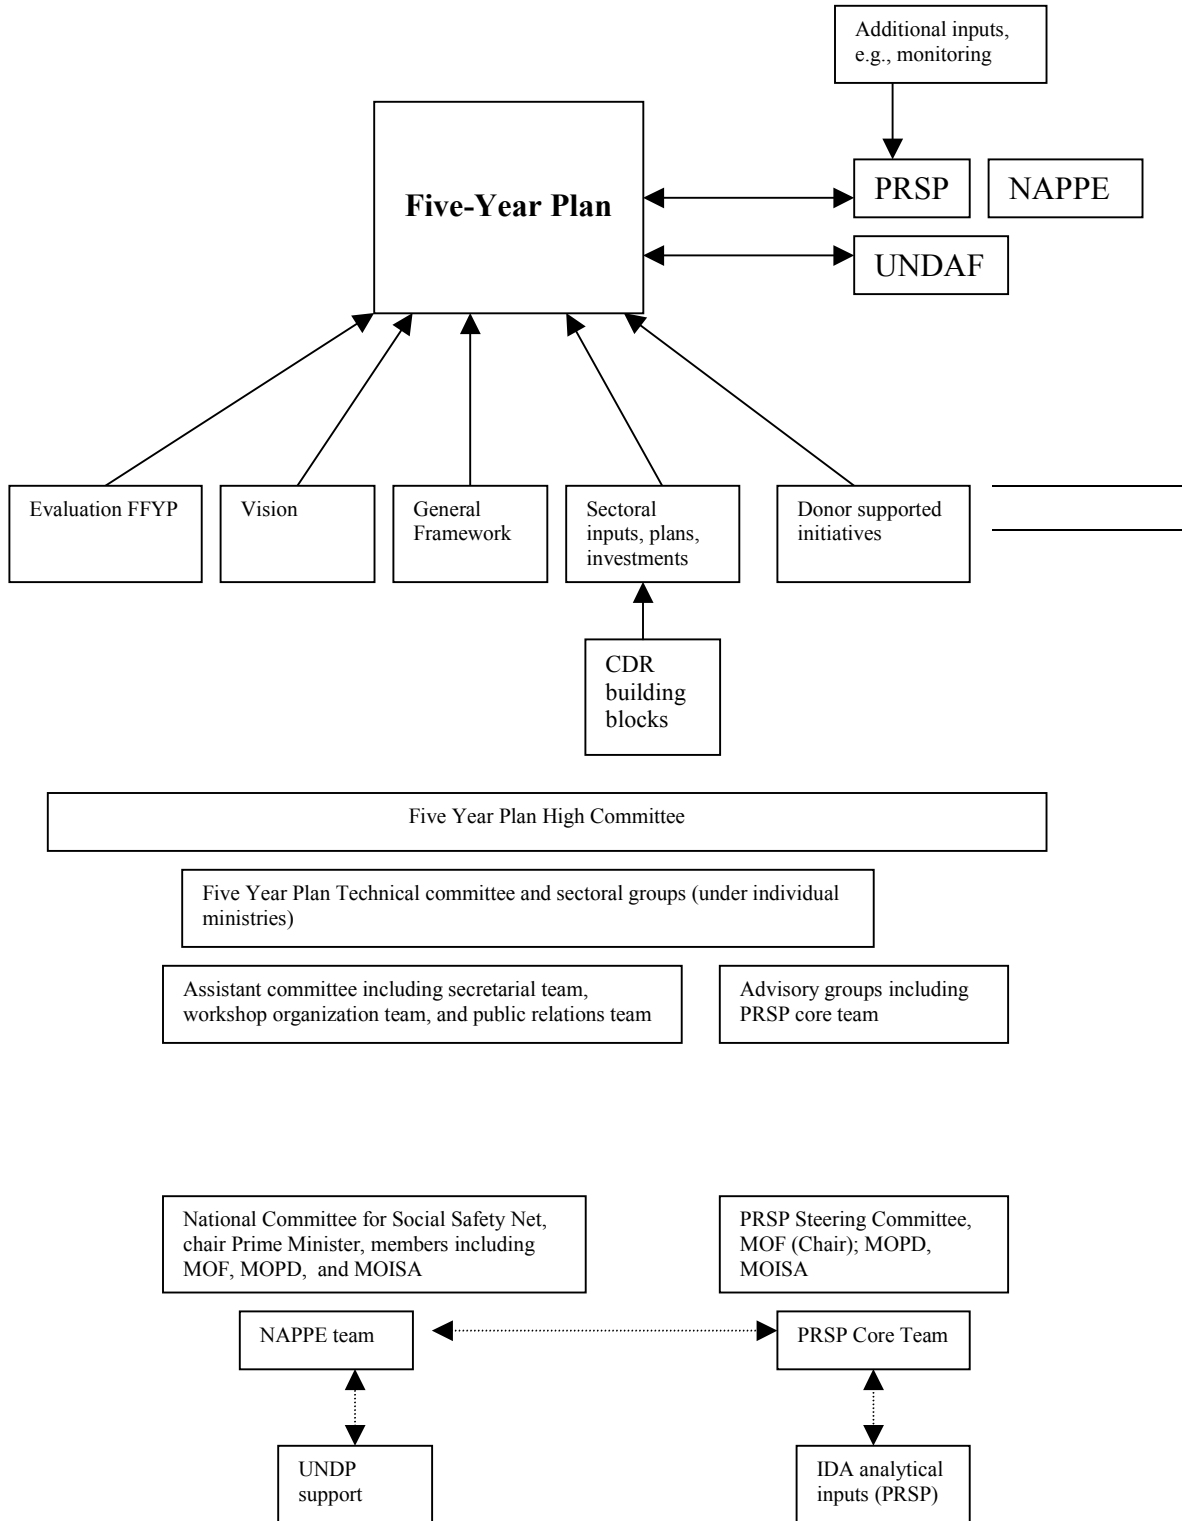 Additional inputs,
e.g., monitoring
Five-Year Plan
PRSP
NAPPE
UNDAF
Evaluation FFYP
Vision
General
Framework
Sectoral
inputs, plans,
investments
Donor supported
initiatives
CDR
building
blocks
Five Year Plan High Committee
Five Year Plan Technical committee and sectoral groups (under individual
ministries)
Assistant committee including secretarial team,
workshop organization team, and public relations team
Advisory groups including
PRSP core team
National Committee for Social Safety Net,
chair Prime Minister, members including
MOF, MOPD,  and MOISA
PRSP Steering Committee,
MOF (Chair); MOPD,
MOISA
NAPPE team
PRSP Core Team
UNDP
support
IDA analytical
inputs (PRSP)